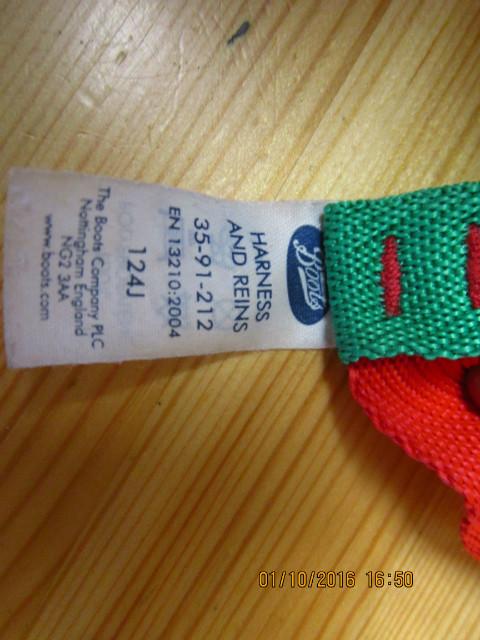 Boots
HARNESS
AND REINS
35-91-212
EN 13210:2004
124J
The Boots Company PLC
Nottingham England
NG2 3AA
www.boots.com
01/10/2016 16:50